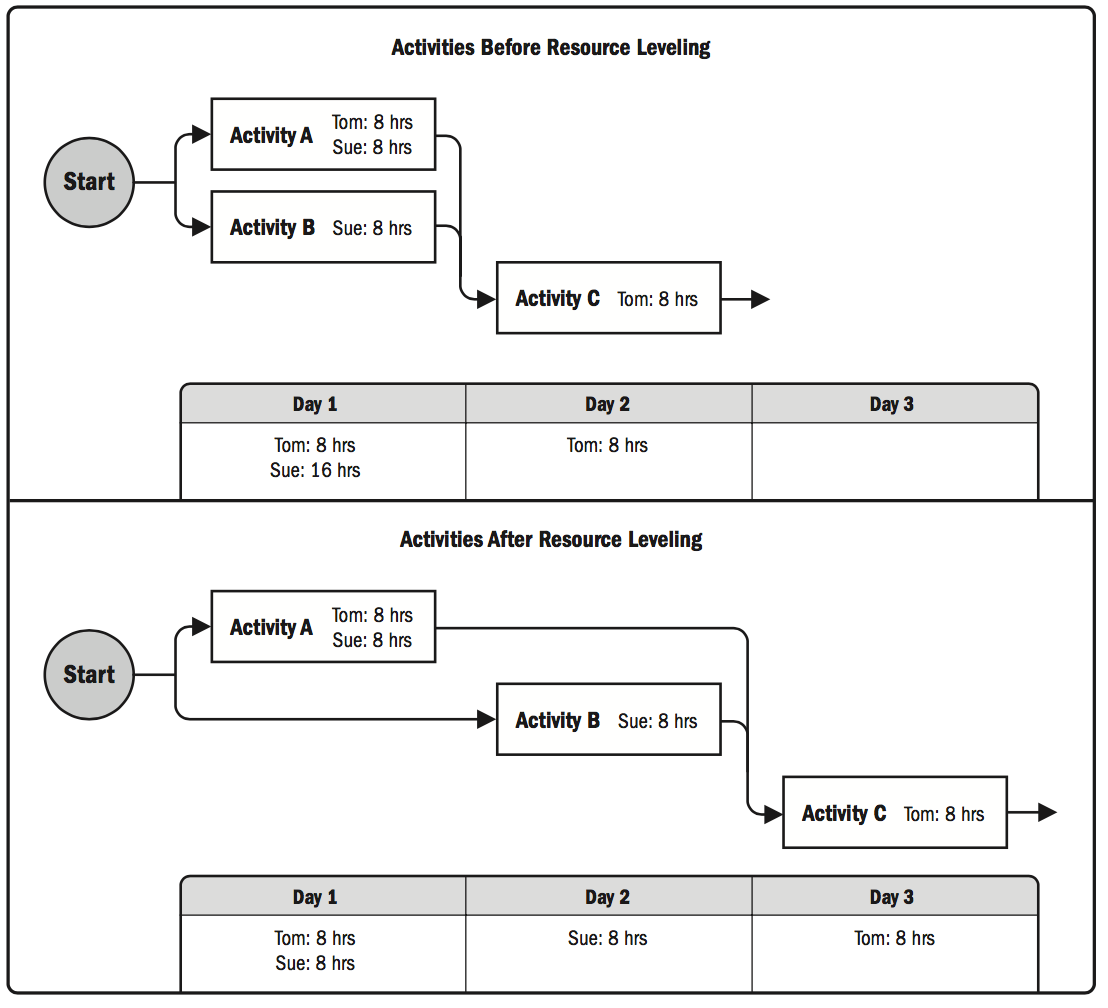 Activities Before Resource Leveling
Start
Activity A
Tom: 8 hrs
Sue: 8 hrs
Activity B Sue: 8 hrs
Activity C Tom: 8 hrs
Day 1 Day 2 Day 3
Tom: 8 hrs Tom: 8 hrs
Sue: 16 hrs
Activities After Resource Leveling
Start
Activity A
Tom: 8 hrs
Sue: 8 hrs
Activity B Sue: 8 hrs
Activity C Tom: 8 hrs
Day 1 Day 2 Day 3
Tom: 8 hrs Sue: 8 hrs Tom: 8 hrs
Sue: 8 hrs